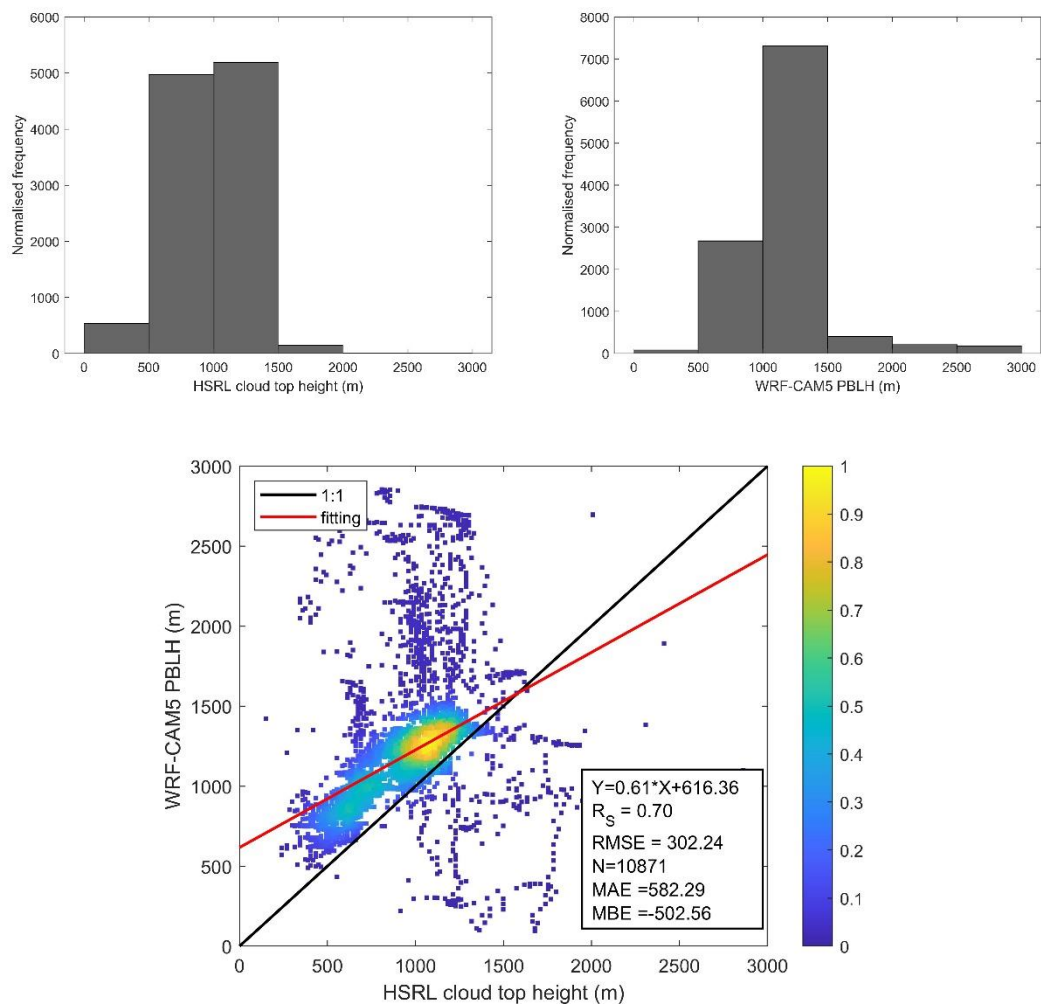 6000
5000
4000
3000
2000
1000
0
Normalised frequency
0 500 1000 1500 2000 2500 3000
HSRL cloud top height (m)
8000
7000
6000
5000
4000
3000
2000
1000
0
Normalised frequency
0 500 1000 1500 2000 2500 3000
WRF-CAM5 PBLH (m)
3000
2500
2000
1500
1000
500
0
WRF-CAM5 PBLH (m)
1:1
fitting
Y=0.61*X+616.36
R_S = 0.70
RMSE = 302.24
N=10871
MAE =582.29
MBE =-502.56
0 500 1000 1500 2000 2500 3000
HSRL cloud top height (m)
1
0.9
0.8
0.7
0.6
0.5
0.4
0.3
0.2
0.1
0